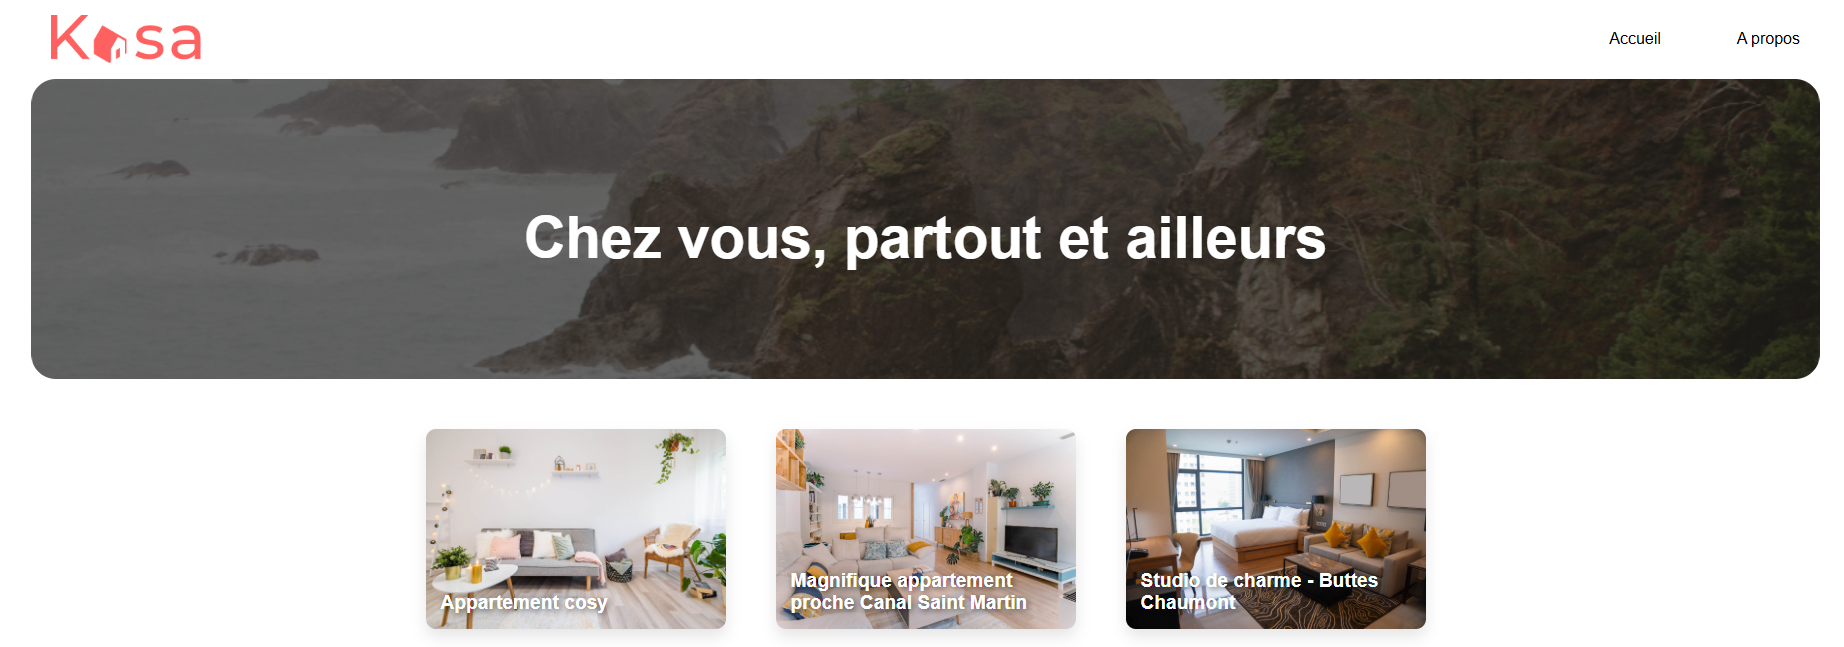 Kasa
Accueil
A propos
Chez vous, partout et ailleurs
Appartement cosy
Magnifique appartement
proche Canal Saint Martin
Studio de charme - Buttes
Chaumont